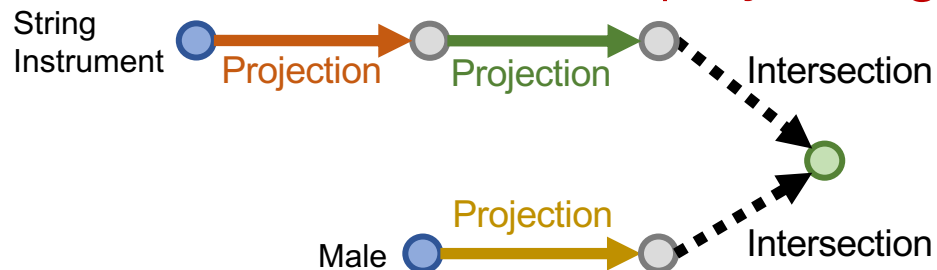 String
Instrument
Projection
Projection
Intersection
Projection
Male
Intersection